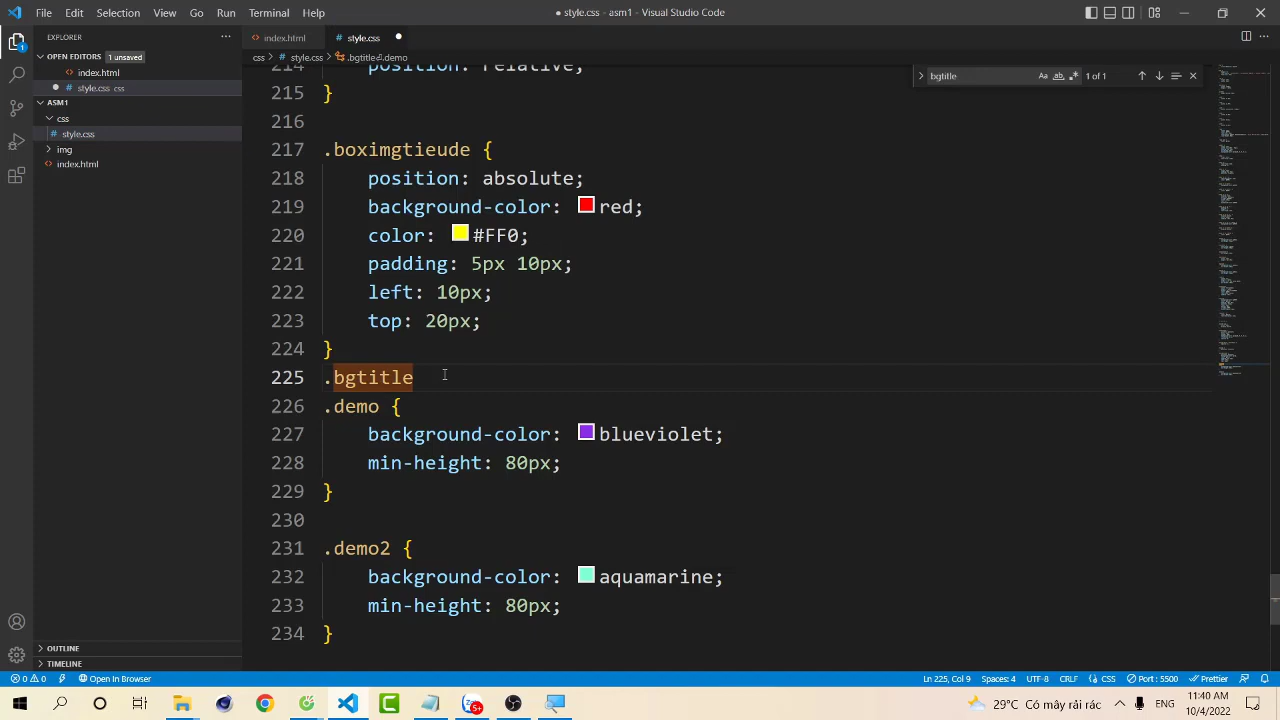 File Edit Selection View Go Run Terminal Help
● style.css - asm1 - Visual Studio Code
EXPLORER ···
OPEN EDITORS 1 unsaved
index.html
style.css css
ASM1
css
style.css
img
index.html
OUTLINE
TIMELINE
index.html style.css
css > style.css > .bgtitle .demo
bgtitle Aa ab .* 1 of 1
214 position: relative;
215 }
216
217 .boximgtieude {
218 position: absolute;
219 background-color: red;
220 color: #FF0;
221 padding: 5px 10px;
222 left: 10px;
223 top: 20px;
224 }
225 .bgtitle
226 .demo {
227 background-color: blueviolet;
228 min-height: 80px;
229 }
230
231 .demo2 {
232 background-color: aquamarine;
233 min-height: 80px;
234 }
0 0 Open In Browser Ln 225, Col 9 Spaces: 4 UTF-8 CRLF CSS Port : 5500 Prettier
5+ 29°C Có mây rải rác ENG 11:40 AM
10/4/2022